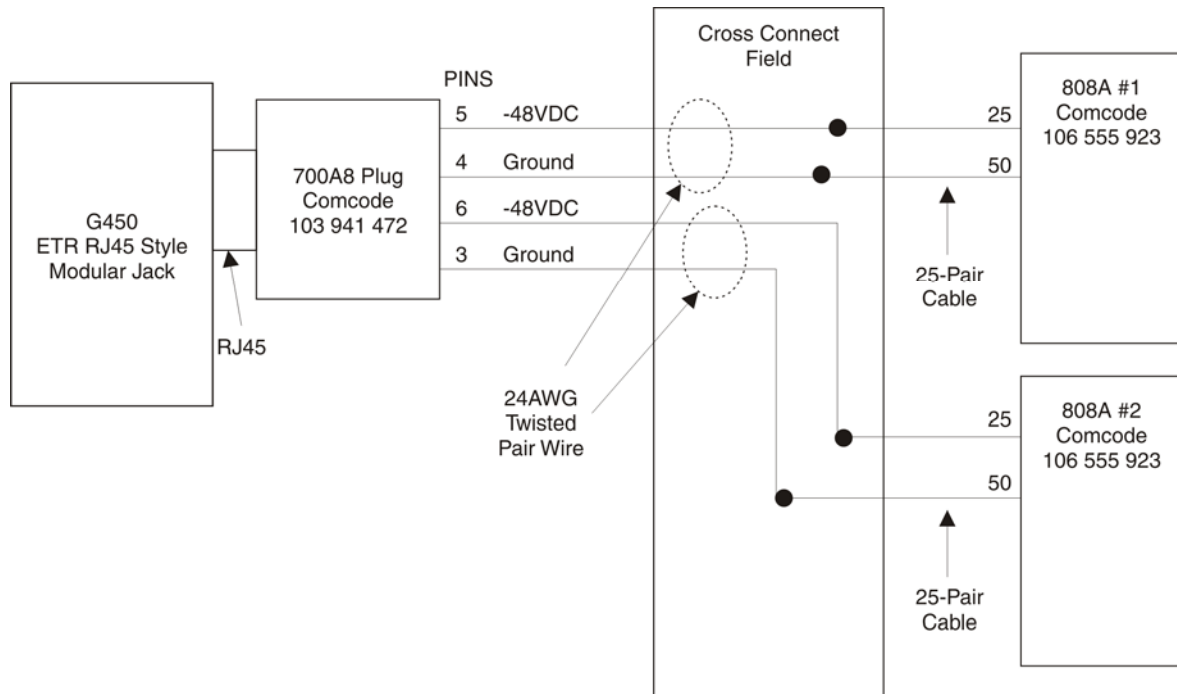 Cross Connect
Field
PINS
5 -48VDC
4 Ground
6 -48VDC
3 Ground
G450
ETR RJ45 Style
Modular Jack
RJ45
700A8 Plug
Comcode
103 941 472
24AWG
Twisted
Pair Wire
25
50
25-Pair
Cable
808A #1
Comcode
106 555 923
25
50
25-Pair
Cable
808A #2
Comcode
106 555 923